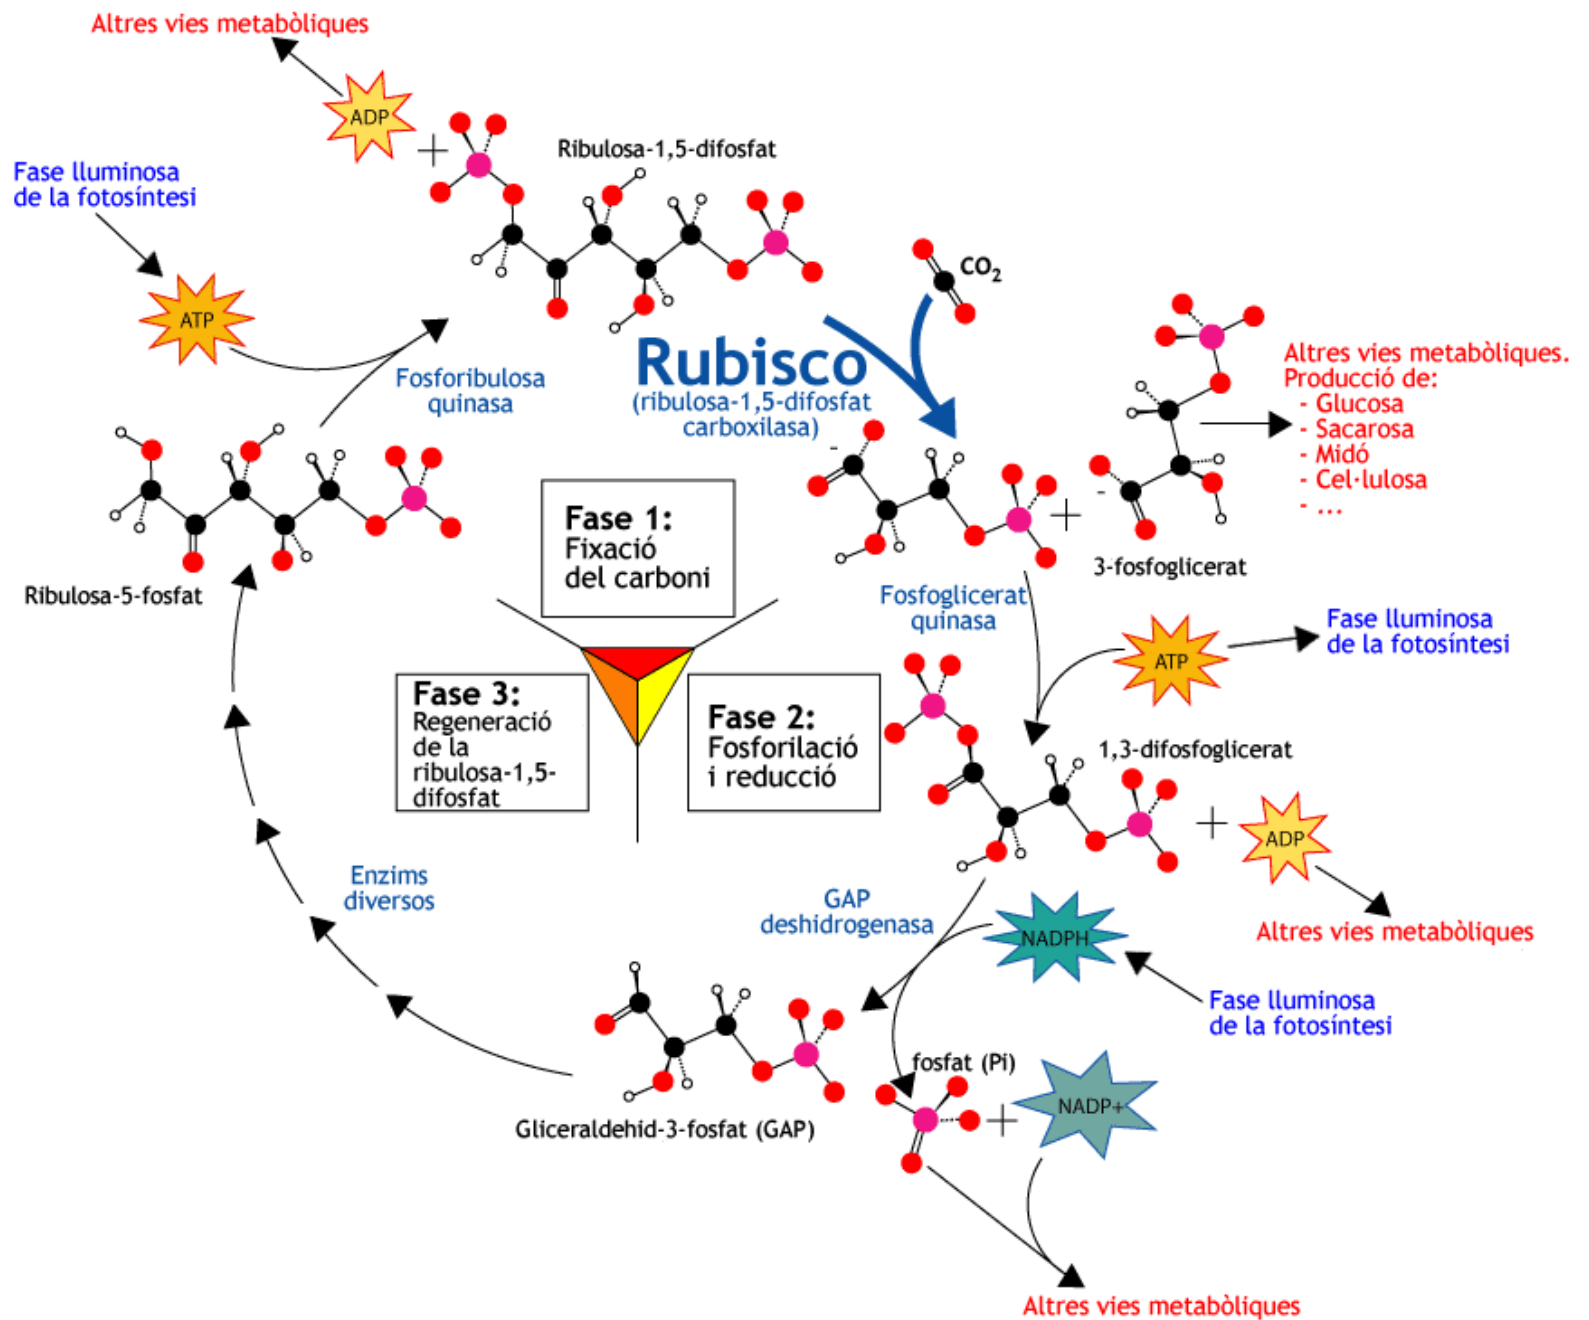 Altres vies metabòliques
ADP
+
Ribulosa-1,5-difosfat
Fase lluminosa
de la fotosíntesi
ATP
CO2
Fosforibulosa
quinasa
Rubisco
(ribulosa-1,5-difosfat
carboxilasa)
Altres vies metabòliques.
Producció de:
- Glucosa
- Sacarosa
- Midó
- Cel·lulosa
- ...
-
+
-
3-fosfoglicerat
Ribulosa-5-fosfat
Fase 1:
Fixació
del carboni
Fosfoglicerat
quinasa
ATP
Fase lluminosa
de la fotosíntesi
Fase 3:
Regeneració
de la
ribulosa-1,5-
difosfat
Fase 2:
Fosforilació
i reducció
1,3-difosfoglicerat
+
ADP
Altres vies metabòliques
Enzims
diversos
GAP
deshidrogenasa
NADPH
Fase lluminosa
de la fotosíntesi
Gliceraldehid-3-fosfat (GAP)
fosfat (Pi)
+
NADP+
Altres vies metabòliques